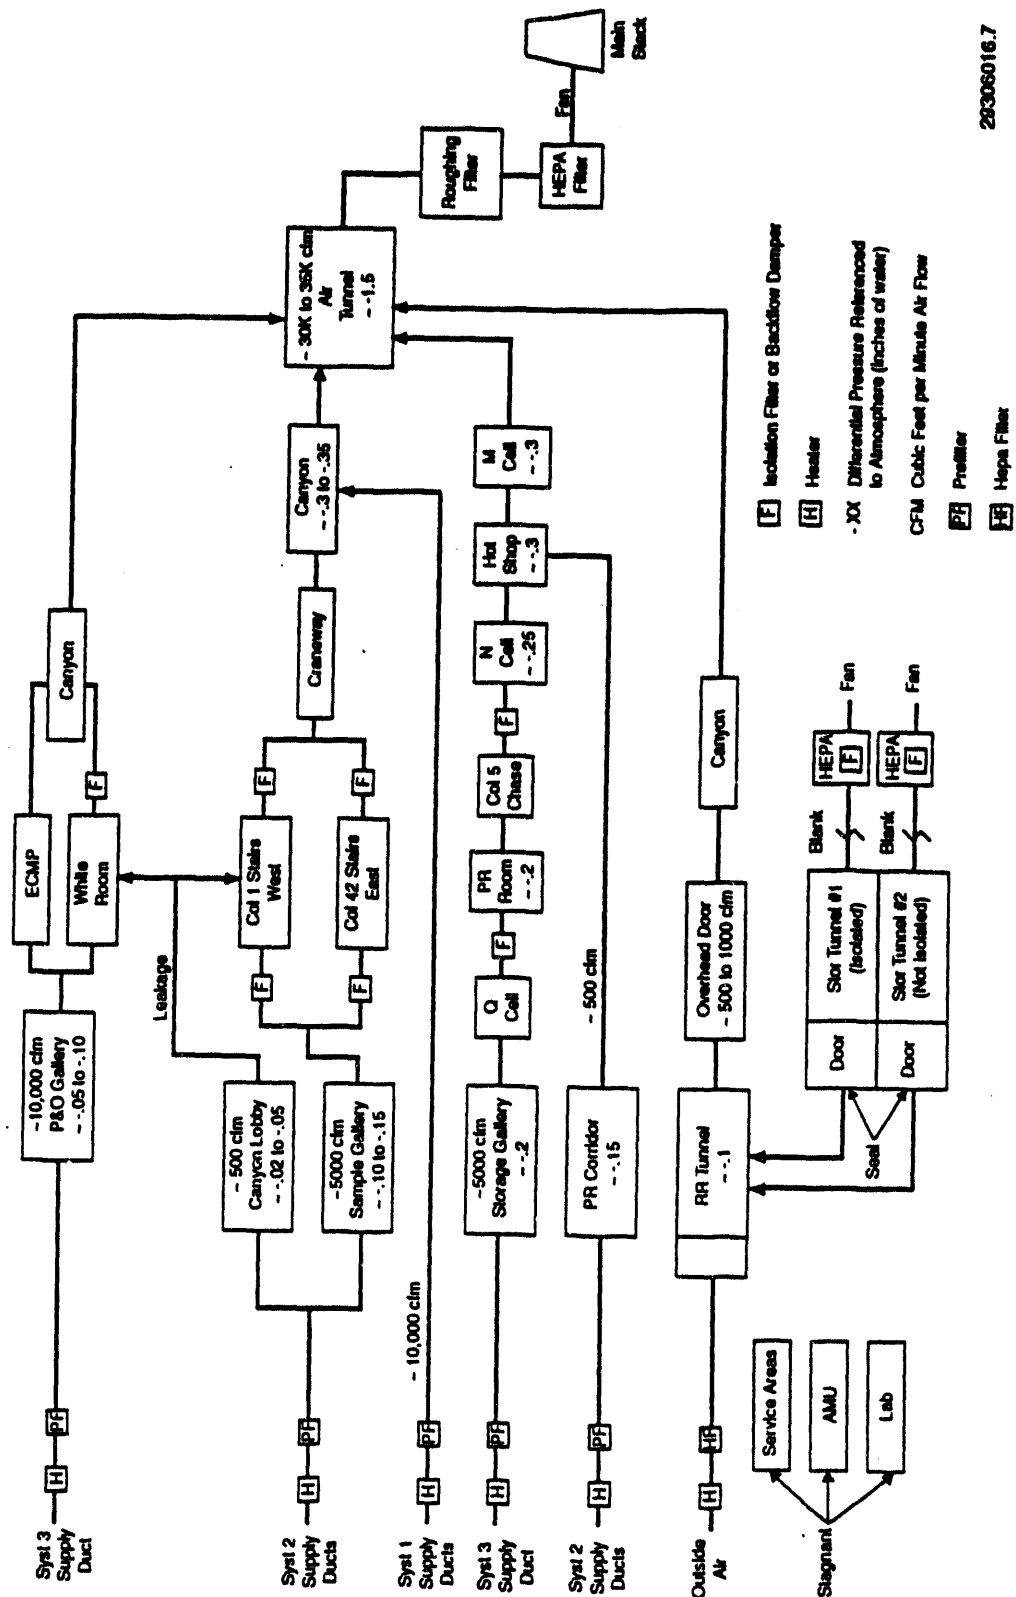 Syst 3
Supply
Duct
H
PF
~10,000 cfm
P&O Gallery
~ -.05 to -.10
ECMP
White
Room
F
Canyon
Leakage
Syst 2
Supply
Ducts
H
PF
~ 500 cfm
Canyon Lobby
~ -.02 to -.05
~5000 cfm
Sample Gallery
~ -.10 to -.15
F
F
Col 1 Stairs
West
Col 42 Stairs
East
F
F
Craneway
Canyon
~ -.3 to -.35
~ 30K to 35K cfm
Air
Tunnel
~ -1.5
Roughing
Filter
HEPA
Filter
Fan
Main
Stack
Syst 1
Supply
Ducts
H
PF
~10,000 cfm
Syst 3
Supply
Duct
H
PF
~5000 cfm
Storage Gallery
~ -.2
Q
Cell
F
PR
Room
~ -.2
Col 5
Chase
F
N
Cell
~ -.25
Hot
Shop
~ -.3
M
Cell
~ -.3
Syst 2
Supply
Ducts
H
PF
PR Corridor
~ -.15
~ 500 cfm
Outside
Air
H
HF
RR Tunnel
~ -.1
Overhead Door
~ 500 to 1000 cfm
Canyon
Seal
Door
Door
Stor Tunnel #1
(Isolated)
Stor Tunnel #2
(Not Isolated)
Blank
Blank
HEPA
F
HEPA
F
Fan
Fan
Stagnant
Service Areas
AMU
Lab
F Isolation Filter or Backflow Damper
H Heater
- XX Differential Pressure Referenced
to Atmosphere (inches of water)
CFM Cubic Feet per Minute Air Flow
PF Prefilter
HF Hepa Filter
29306016.7